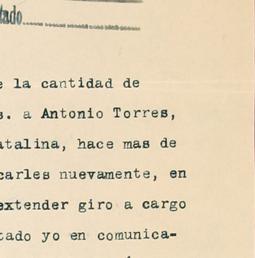 tado
e la cantidad de
s. a Antonio Torres,
atalina, hace mas de
carles nuevamente, en
extender giro a cargo
tado yo en comunica-